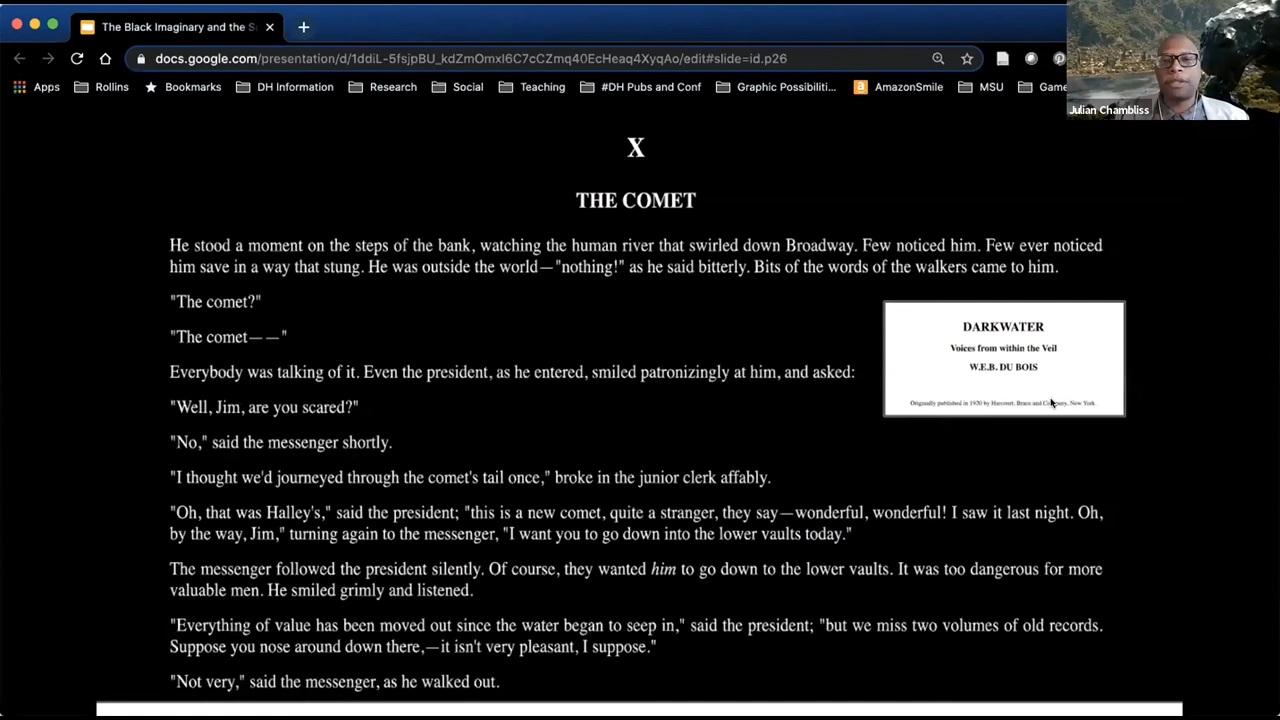 The Black Imaginary and the S
docs.google.com/presentation/d/1ddiL-5fsjpBU_kdZmOmxI6C7cCZmq40EcHeaq4XyqAo/edit#slide=id.p26
Apps Rollins Bookmarks DH Information Research Social Teaching #DH Pubs and Conf Graphic Possibiliti... AmazonSmile MSU Game
Julian Chambliss
X
THE COMET
He stood a moment on the steps of the bank, watching the human river that swirled down Broadway. Few noticed him. Few ever noticed
him save in a way that stung. He was outside the world—"nothing!" as he said bitterly. Bits of the words of the walkers came to him.
"The comet?"
"The comet——"
Everybody was talking of it. Even the president, as he entered, smiled patronizingly at him, and asked:
"Well, Jim, are you scared?"
"No," said the messenger shortly.
"I thought we'd journeyed through the comet's tail once," broke in the junior clerk affably.
"Oh, that was Halley's," said the president; "this is a new comet, quite a stranger, they say—wonderful, wonderful! I saw it last night. Oh,
by the way, Jim," turning again to the messenger, "I want you to go down into the lower vaults today."
The messenger followed the president silently. Of course, they wanted him to go down to the lower vaults. It was too dangerous for more
valuable men. He smiled grimly and listened.
"Everything of value has been moved out since the water began to seep in," said the president; "but we miss two volumes of old records.
Suppose you nose around down there,—it isn't very pleasant, I suppose."
"Not very," said the messenger, as he walked out.
DARKWATER
Voices from within the Veil
W.E.B. DU BOIS
Originally published in 1920 by Harcourt, Brace and Company, New York.